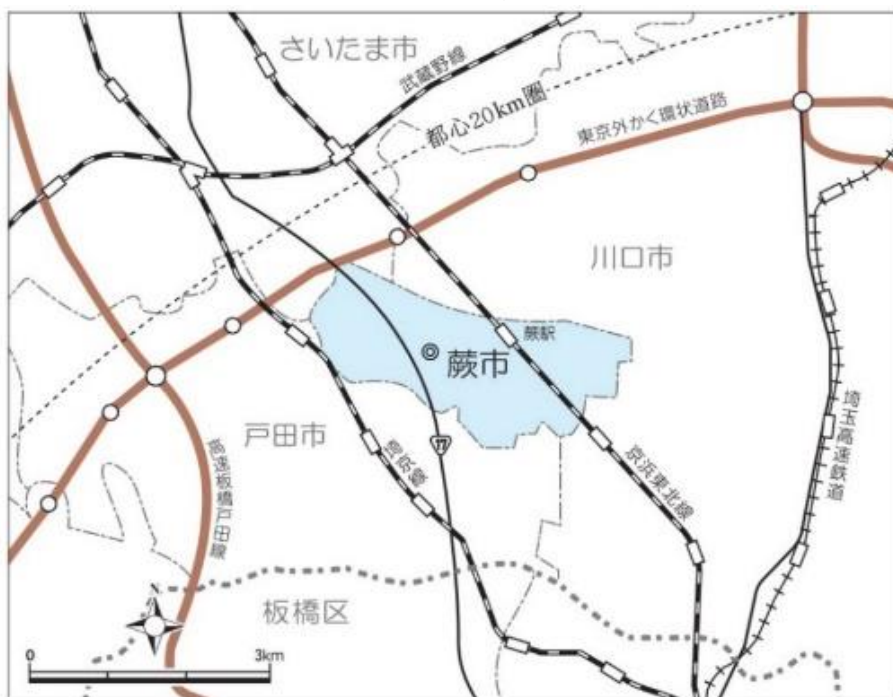 さいたま市
武蔵野線
都心20km圏
東京外かく環状道路
川口市
蕨駅
蕨市
戸田市
17
埼京線
京浜東北線
埼玉高速鉄道
高速板橋戸田線
板橋区
N
0
3km